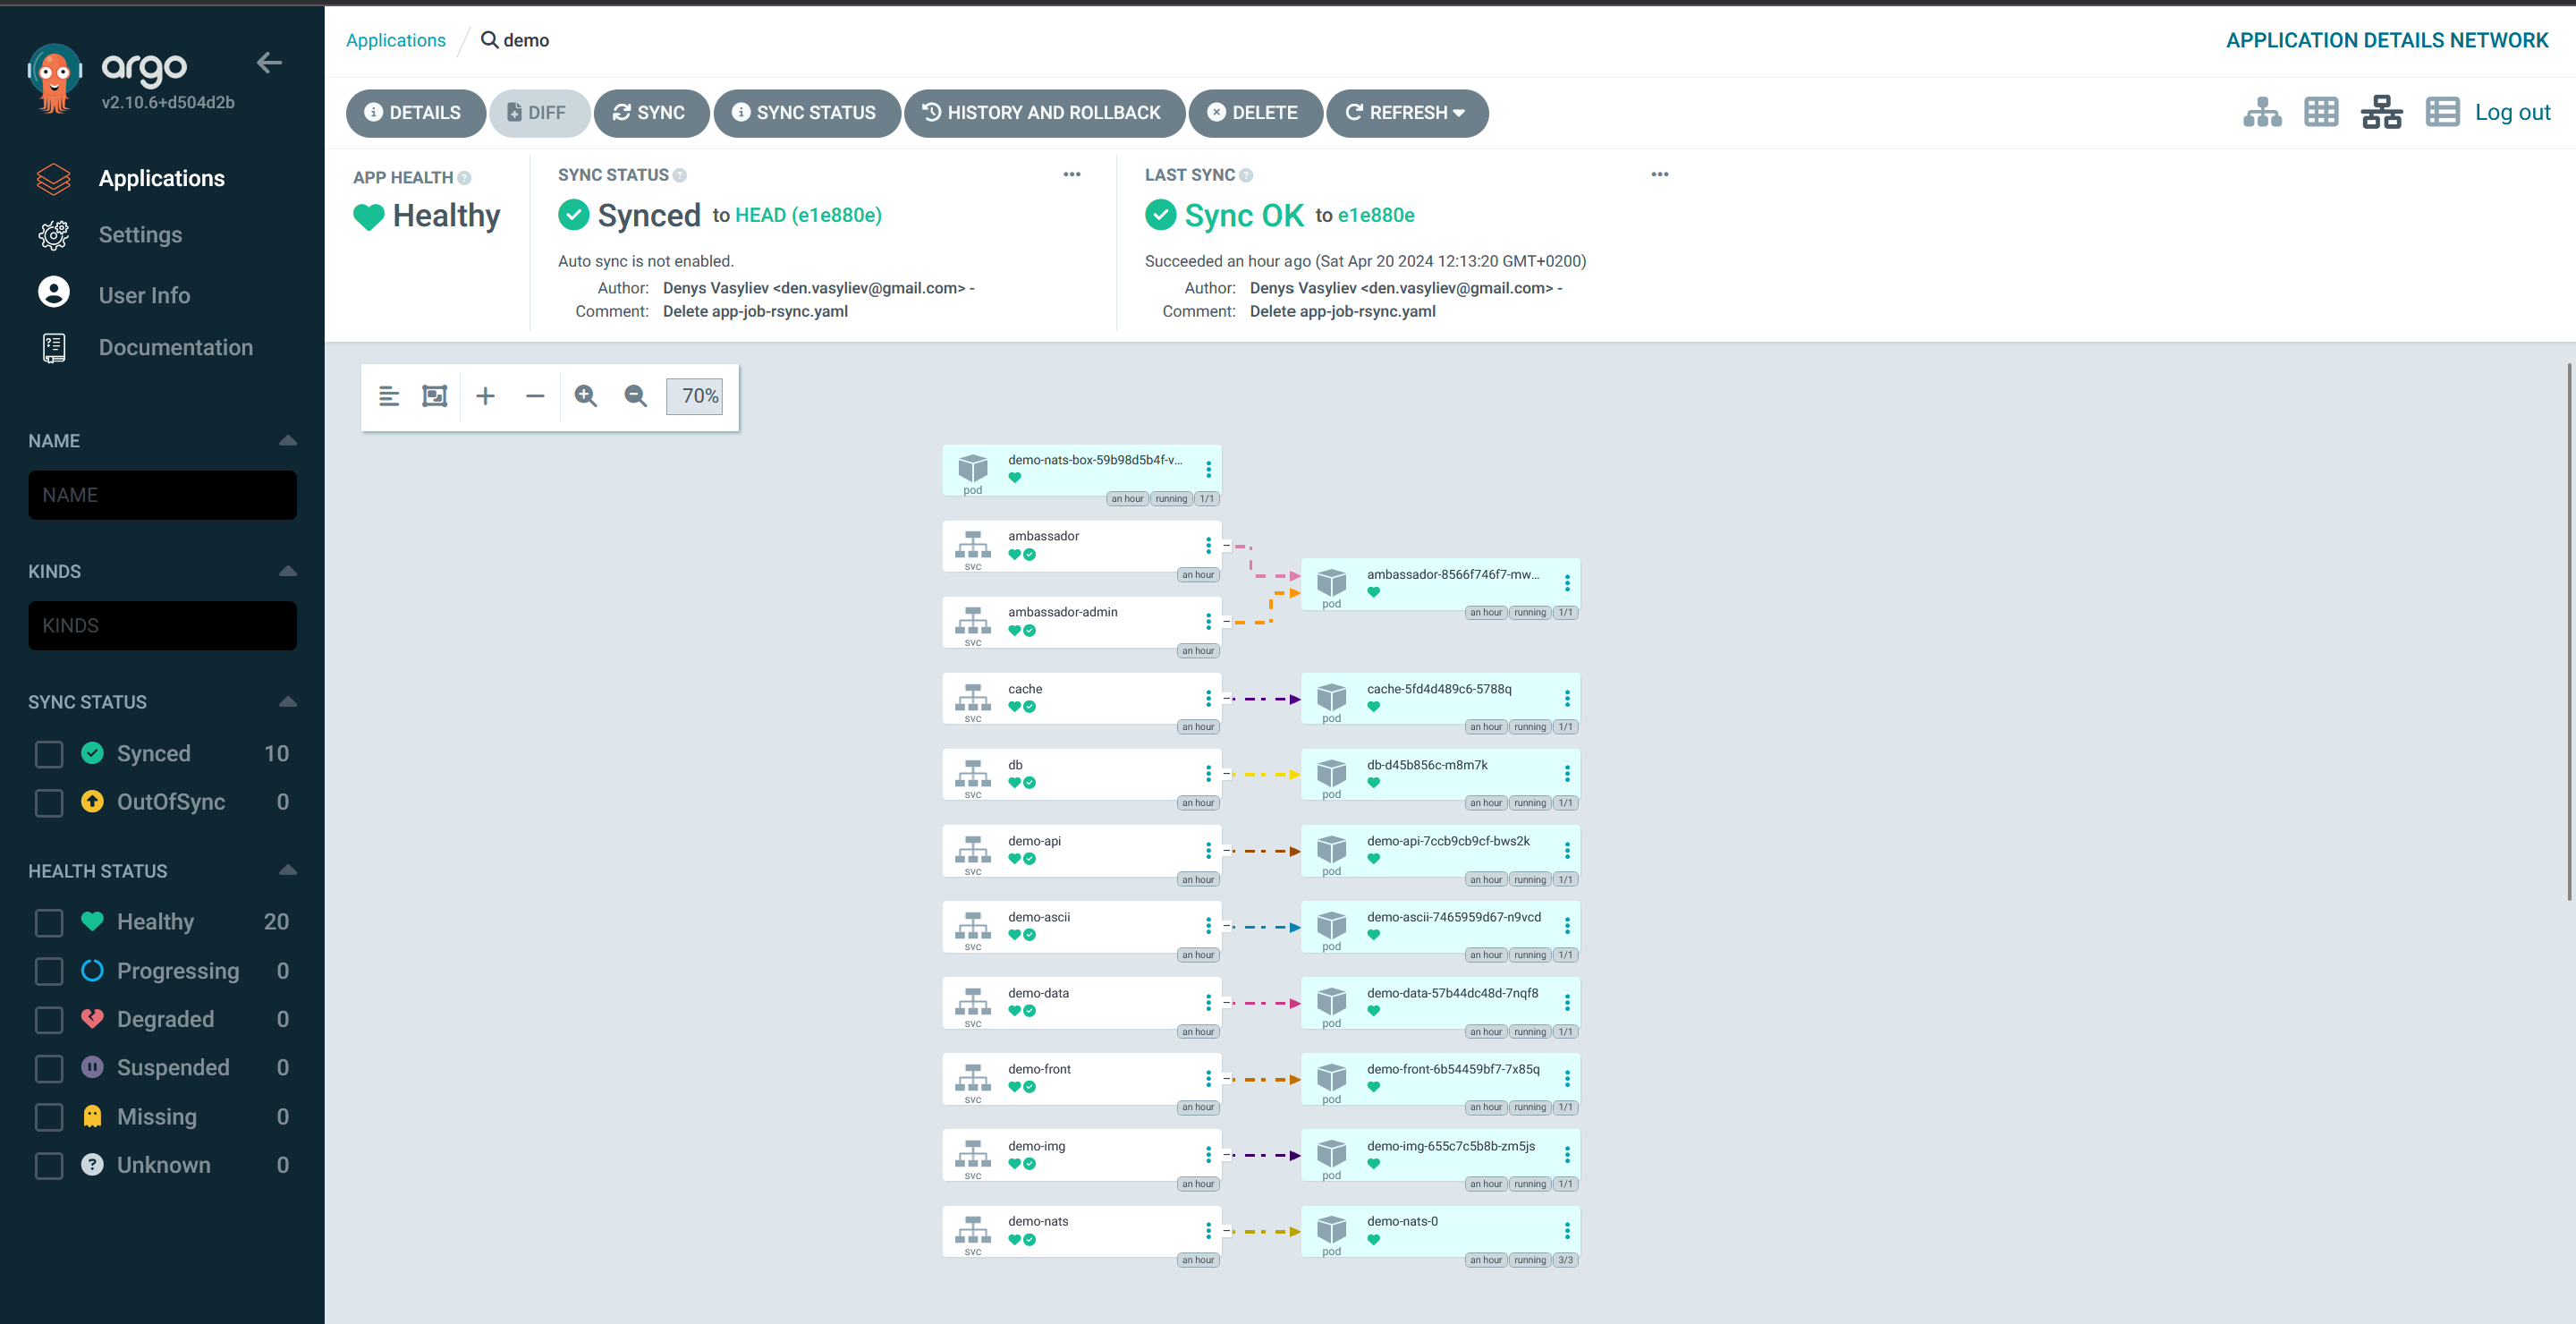 argo
v2.10.6+d504d2b
Applications
Settings
User Info
Documentation
NAME
NAME
KINDS
KINDS
SYNC STATUS
Synced 10
OutOfSync 0
HEALTH STATUS
Healthy 20
Progressing 0
Degraded 0
Suspended 0
Missing 0
Unknown 0
Applications / demo
APPLICATION DETAILS NETWORK
DETAILS DIFF SYNC SYNC STATUS HISTORY AND ROLLBACK DELETE REFRESH
Log out
APP HEALTH
Healthy
SYNC STATUS
Synced to HEAD (e1e880e)
Auto sync is not enabled.
Author: Denys Vasyliev <den.vasyliev@gmail.com> -
Comment: Delete app-job-rsync.yaml
LAST SYNC
Sync OK to e1e880e
Succeeded an hour ago (Sat Apr 20 2024 12:13:20 GMT+0200)
Author: Denys Vasyliev <den.vasyliev@gmail.com> -
Comment: Delete app-job-rsync.yaml
70%
demo-nats-box-59b98d5b4f-v...
pod
an hour running 1/1
ambassador
svc
an hour
ambassador-8566f746f7-mw...
pod
an hour running 1/1
ambassador-admin
svc
an hour
cache
svc
an hour
cache-5fd4d489c6-5788q
pod
an hour running 1/1
db
svc
an hour
db-d45b856c-m8m7k
pod
an hour running 1/1
demo-api
svc
an hour
demo-api-7ccb9cb9cf-bws2k
pod
an hour running 1/1
demo-ascii
svc
an hour
demo-ascii-7465959d67-n9vcd
pod
an hour running 1/1
demo-data
svc
an hour
demo-data-57b44dc48d-7nqf8
pod
an hour running 1/1
demo-front
svc
an hour
demo-front-6b54459bf7-7x85q
pod
an hour running 1/1
demo-img
svc
an hour
demo-img-655c7c5b8b-zm5js
pod
an hour running 1/1
demo-nats
svc
an hour
demo-nats-0
pod
an hour running 3/3